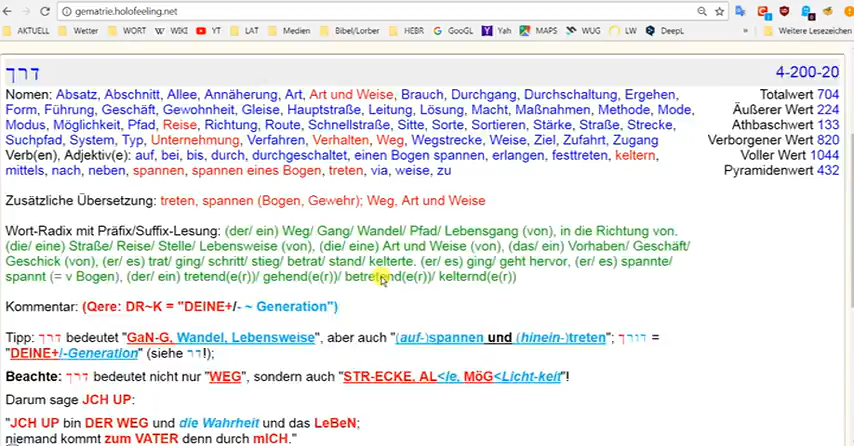 gematrie.holofeeling.net
AKTUELL Wetter WORT WIKI YT LAT Medien Bibel/Lorber HEBR GooGL Yah MAPS WUG LW DeepL » Weitere Lesezeichen
דרך 4-200-20
Nomen: Absatz, Abschnitt, Allee, Annäherung, Art, Art und Weise, Brauch, Durchgang, Durchschaltung, Ergehen, Totalwert 704
Form, Führung, Geschäft, Gewohnheit, Gleise, Hauptstraße, Leitung, Lösung, Macht, Maßnahmen, Methode, Mode, Äußerer Wert 224
Modus, Möglichkeit, Pfad, Reise, Richtung, Route, Schnellstraße, Sitte, Sorte, Sortieren, Stärke, Straße, Strecke, Athbaschwert 133
Suchpfad, System, Typ, Unternehmung, Verfahren, Verhalten, Weg, Wegstrecke, Weise, Ziel, Zufahrt, Zugang Verborgener Wert 820
Verb(en), Adjektiv(e): auf, bei, bis, durch, durchgeschaltet, einen Bogen spannen, erlangen, festtreten, keltern, Voller Wert 1044
mittels, nach, neben, spannen, spannen eines Bogen, treten, via, weise, zu Pyramidenwert 432
Zusätzliche Übersetzung: treten, spannen (Bogen, Gewehr); Weg, Art und Weise
Wort-Radix mit Präfix/Suffix-Lesung: (der/ ein) Weg/ Gang/ Wandel/ Pfad/ Lebensgang (von), in die Richtung von.
(die/ eine) Straße/ Reise/ Stelle/ Lebensweise (von), (die/ eine) Art und Weise (von), (das/ ein) Vorhaben/ Geschäft/
Geschick (von), (er/ es) trat/ ging/ schritt/ stieg/ betrat/ stand/ kelterte. (er/ es) ging/ geht hervor, (er/ es) spannte/
spannt (= v Bogen), (der/ ein) tretend(e(r))/ gehend(e(r))/ betretend(e(r))/ kelternd(e(r))
Kommentar: (Qere: DR~K = "DEINE+/- ~ Generation")
Tipp: דרך bedeutet "GaN-G, Wandel, Lebensweise", aber auch "(auf-)spannen und (hinein-)treten"; דורך =
"DEINE+/-Generation" (siehe דר!);
Beachte: דרך bedeutet nicht nur "WEG", sondern auch "STR-ECKE, AL<le, MöG<Licht-keit"!
Darum sage JCH UP:
"JCH UP bin DER WEG und die Wahrheit und das LeBeN;
niemand kommt zum VATER denn durch mICH."